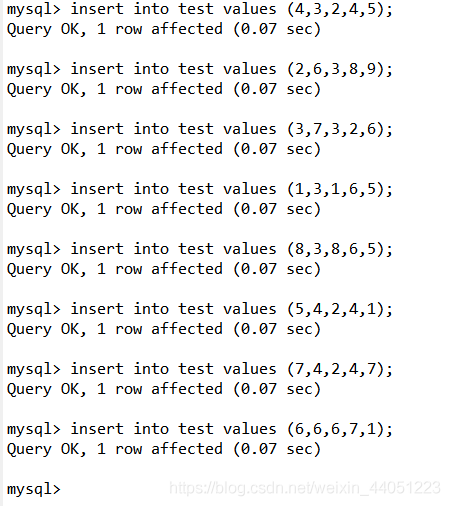 mysql> insert into test values (4,3,2,4,5);
Query OK, 1 row affected (0.07 sec)
mysql> insert into test values (2,6,3,8,9);
Query OK, 1 row affected (0.07 sec)
mysql> insert into test values (3,7,3,2,6);
Query OK, 1 row affected (0.07 sec)
mysql> insert into test values (1,3,1,6,5);
Query OK, 1 row affected (0.07 sec)
mysql> insert into test values (8,3,8,6,5);
Query OK, 1 row affected (0.07 sec)
mysql> insert into test values (5,4,2,4,1);
Query OK, 1 row affected (0.07 sec)
mysql> insert into test values (7,4,2,4,7);
Query OK, 1 row affected (0.07 sec)
mysql> insert into test values (6,6,6,7,1);
Query OK, 1 row affected (0.07 sec)
mysql>
https://blog.csdn.net/weixin_44051223